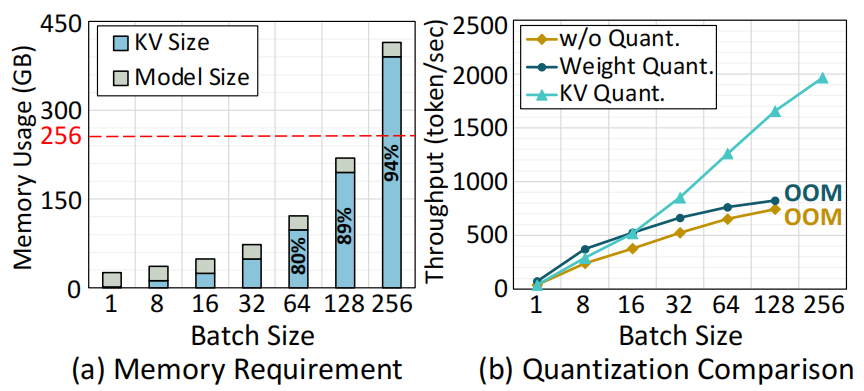 Memory Usage (GB)
450
300
256
150
0
KV Size
Model Size
80%
89%
94%
1 8 16 32 64 128 256
Batch Size
(a) Memory Requirement
Throughput (token/sec)
2500
2000
1500
1000
500
0
w/o Quant.
Weight Quant.
KV Quant.
OOM
OOM
1 8 16 32 64 128 256
Batch Size
(b) Quantization Comparison